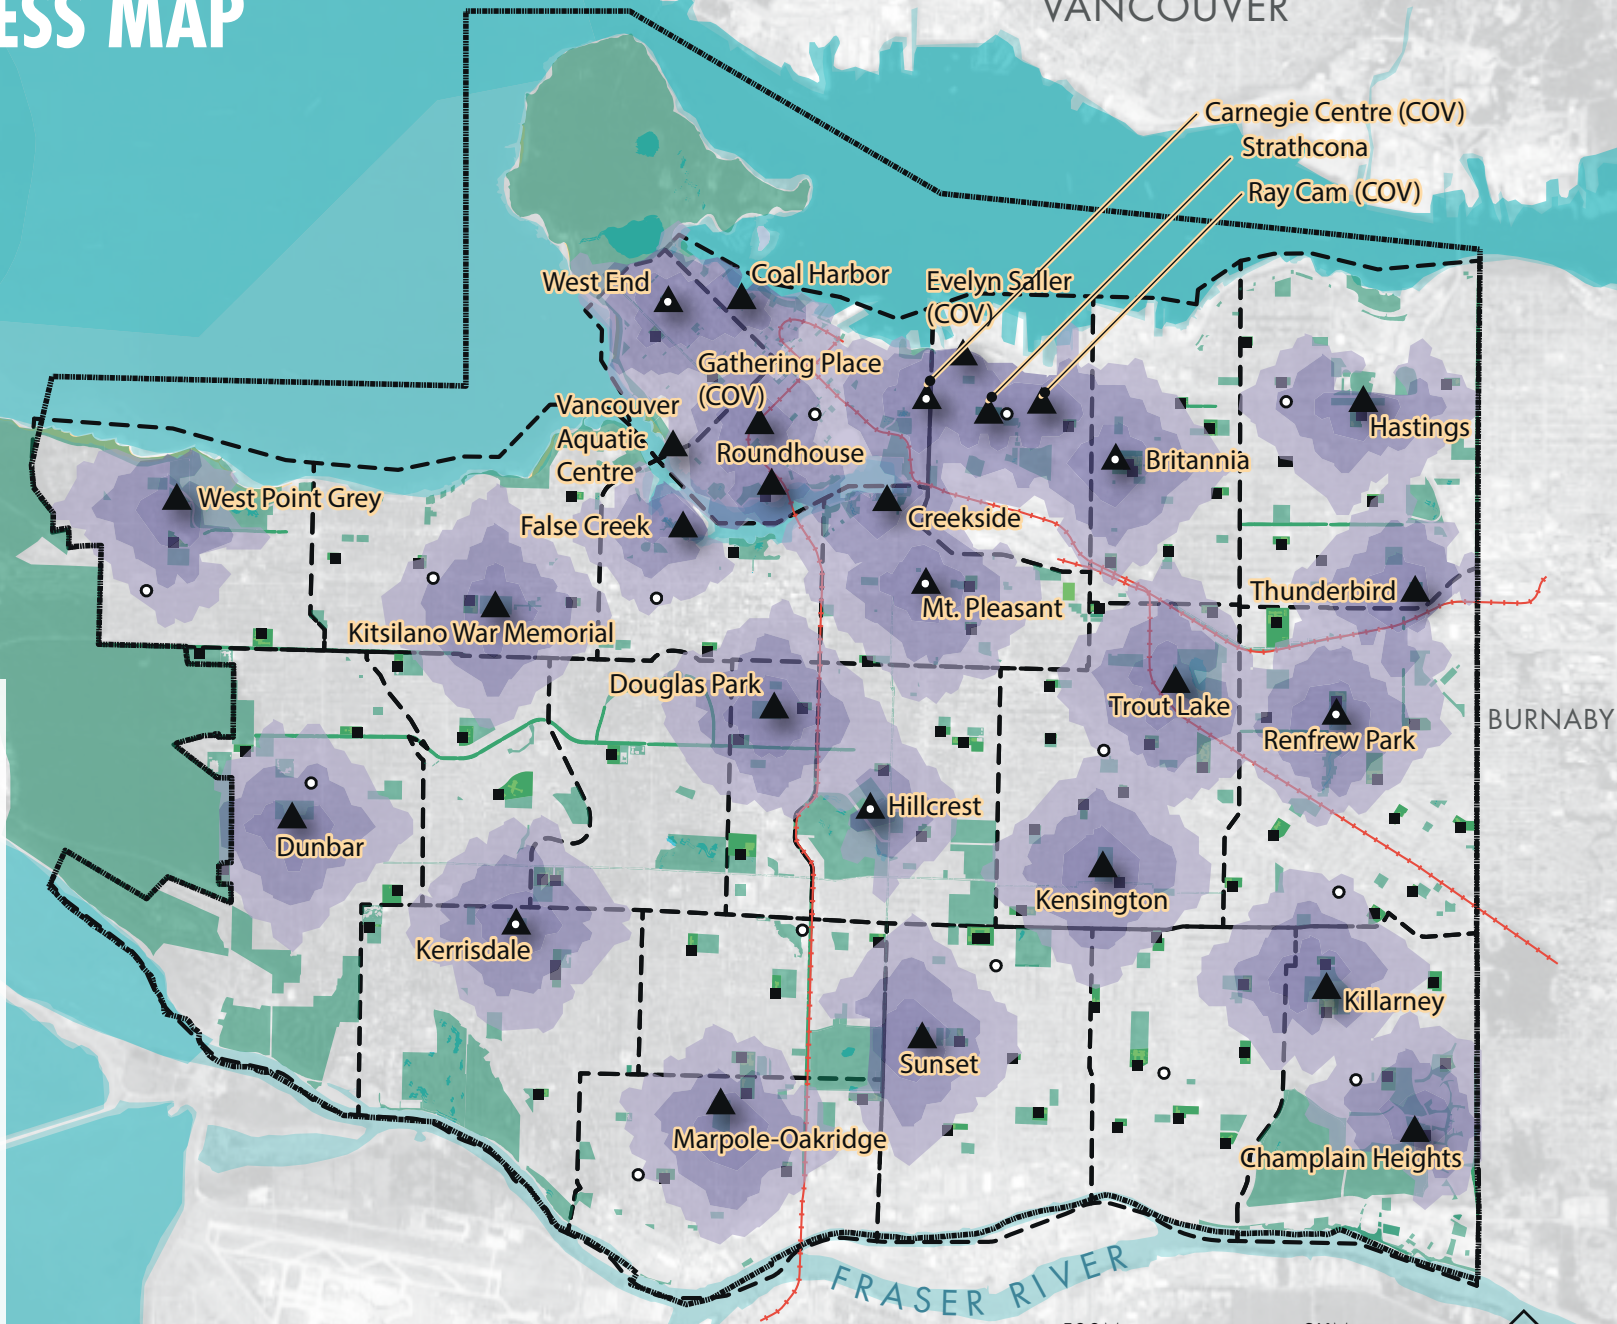 ESS MAP
VANCOUVER
Carnegie Centre (COV)
Strathcona
Ray Cam (COV)
West End
Coal Harbor
Evelyn Saller
(COV)
Gathering Place
(COV)
Vancouver
Aquatic
Centre
Roundhouse
Hastings
Britannia
West Point Grey
False Creek
Creekside
Thunderbird
Mt. Pleasant
Kitsilano War Memorial
Douglas Park
Trout Lake
BURNABY
Renfrew Park
Hillcrest
Dunbar
Kensington
Kerrisdale
Killarney
Sunset
Marpole-Oakridge
Champlain Heights
FRASER RIVER